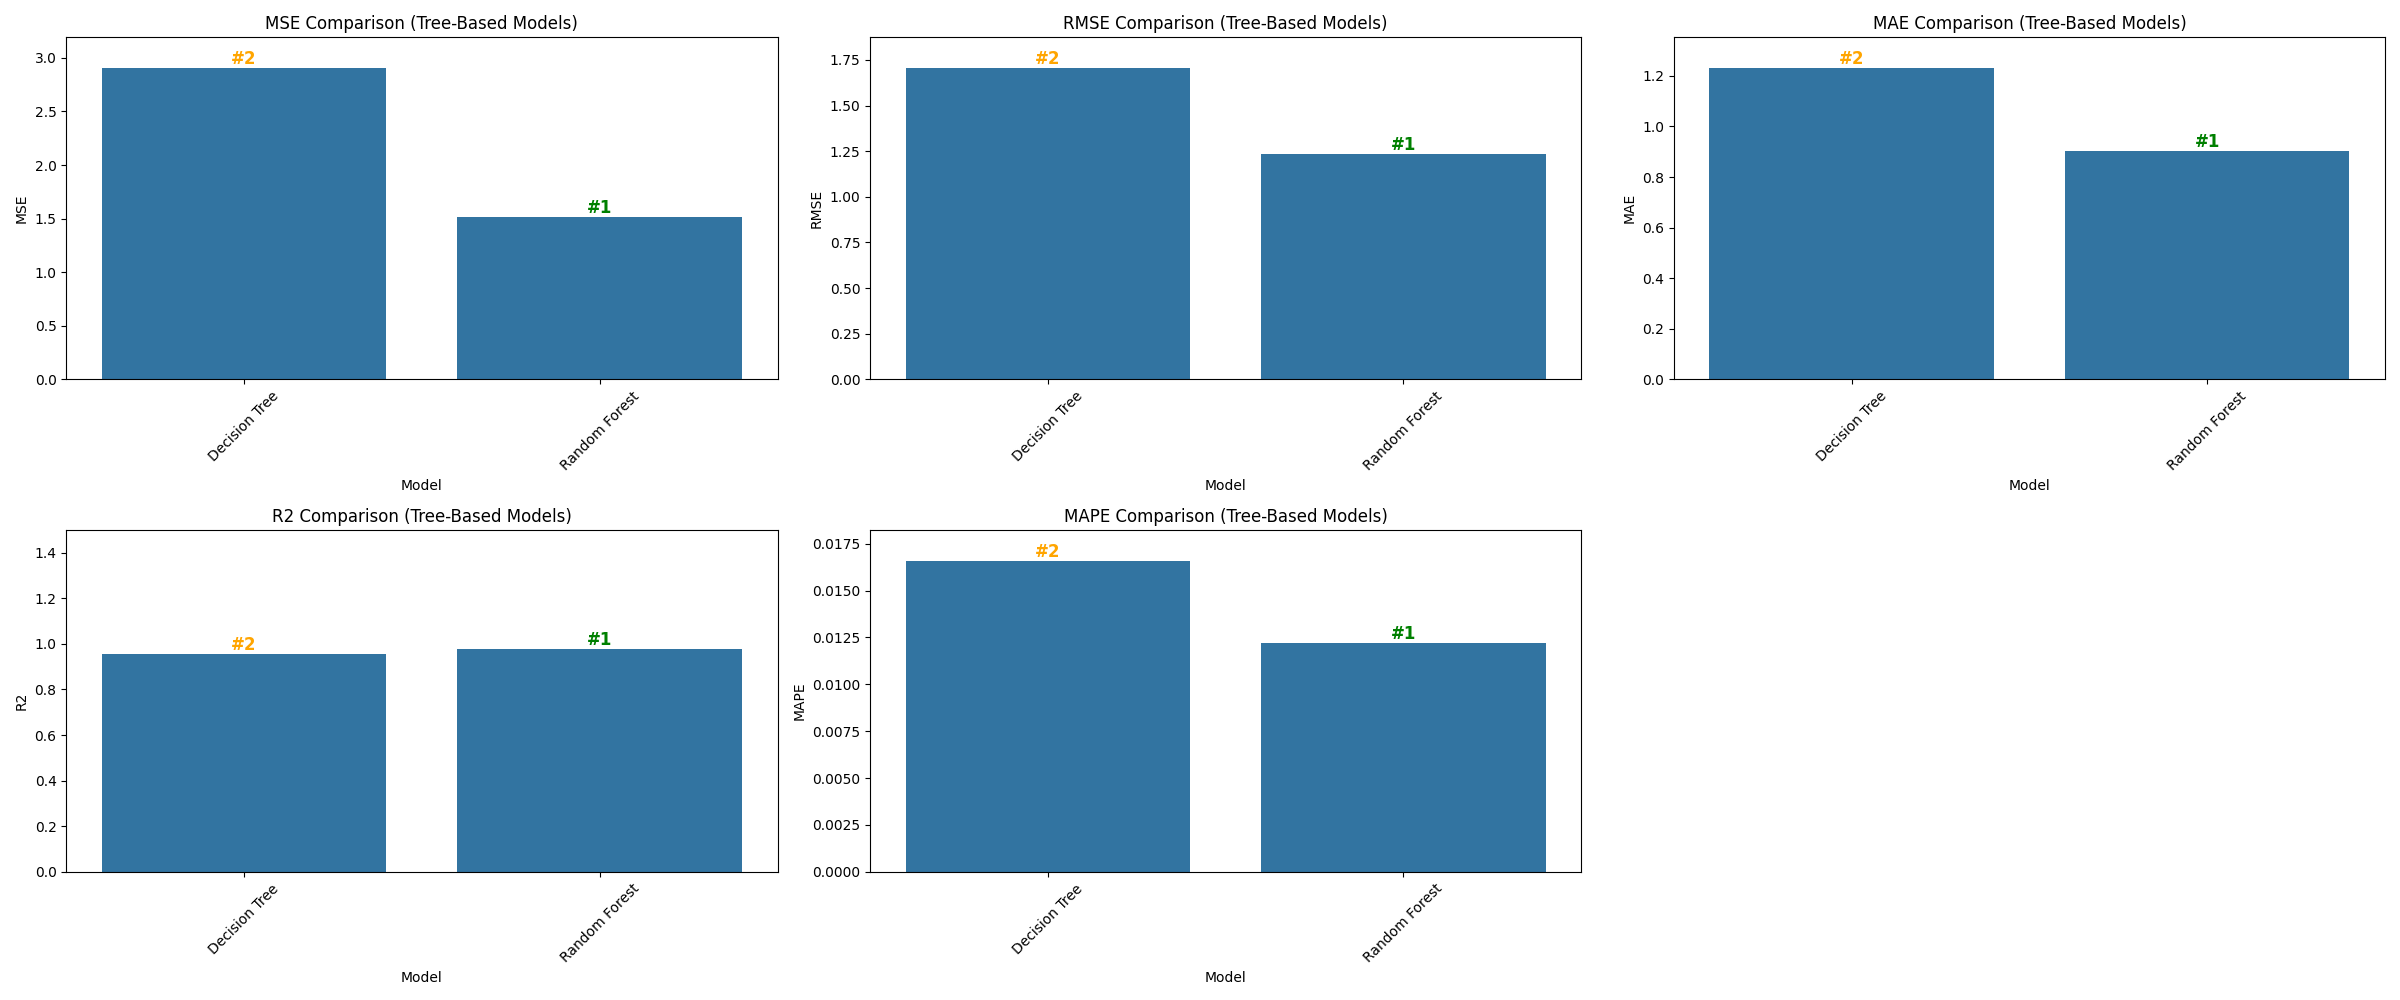 MSE Comparison (Tree-Based Models)
MSE
3.0
2.5
2.0
1.5
1.0
0.5
0.0
#2
#1
Decision Tree
Random Forest
Model
RMSE Comparison (Tree-Based Models)
RMSE
1.75
1.50
1.25
1.00
0.75
0.50
0.25
0.00
#2
#1
Decision Tree
Random Forest
Model
MAE Comparison (Tree-Based Models)
MAE
1.2
1.0
0.8
0.6
0.4
0.2
0.0
#2
#1
Decision Tree
Random Forest
Model
R2 Comparison (Tree-Based Models)
R2
1.4
1.2
1.0
0.8
0.6
0.4
0.2
0.0
#2
#1
Decision Tree
Random Forest
Model
MAPE Comparison (Tree-Based Models)
MAPE
0.0175
0.0150
0.0125
0.0100
0.0075
0.0050
0.0025
0.0000
#2
#1
Decision Tree
Random Forest
Model